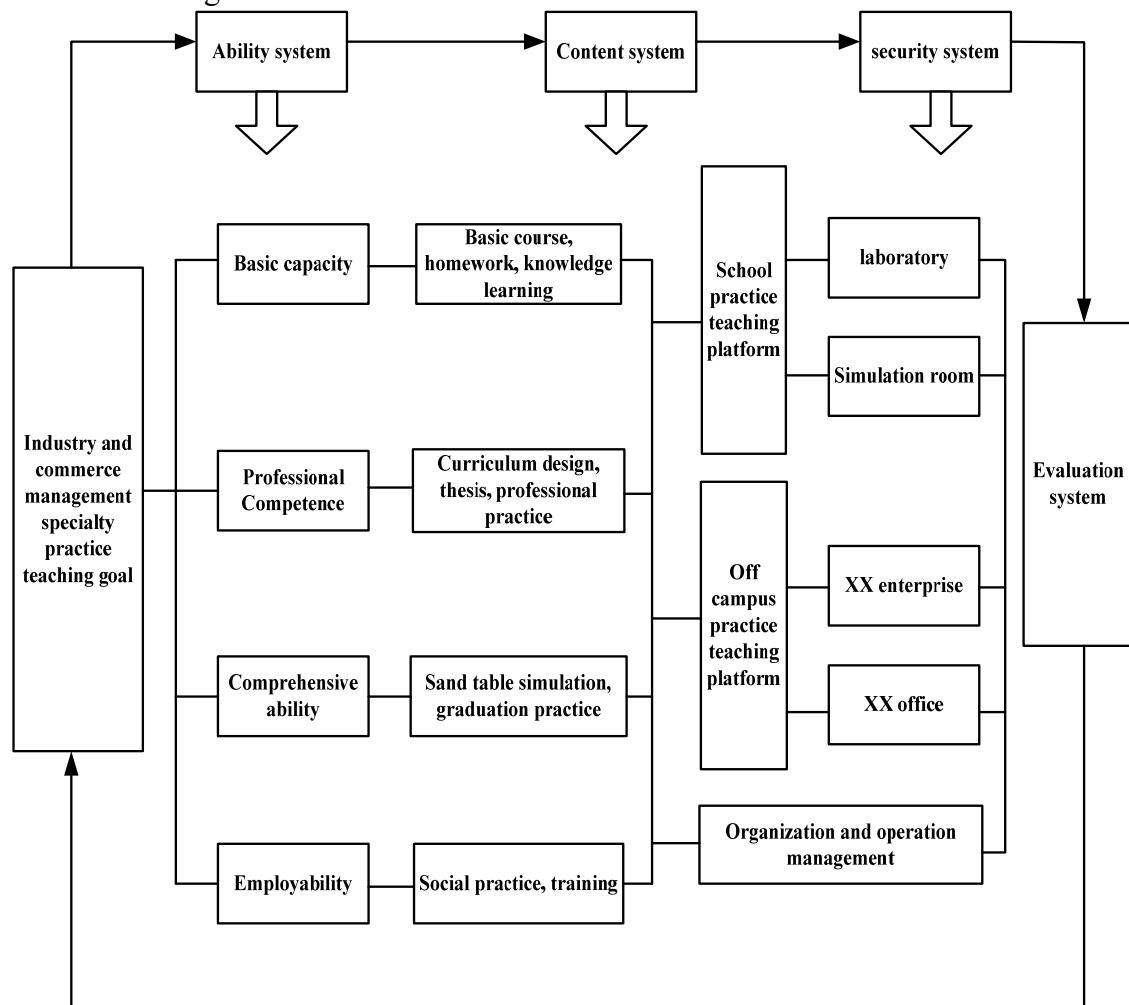 Ability system
Content system
security system
Basic capacity
Basic course,
homework, knowledge
learning
School
practice
teaching
platform
laboratory
Simulation room
Industry and
commerce
management
specialty
practice
teaching goal
Professional
Competence
Curriculum design,
thesis, professional
practice
Evaluation
system
Off
campus
practice
teaching
platform
XX enterprise
XX office
Comprehensive
ability
Sand table simulation,
graduation practice
Organization and operation
management
Employability
Social practice, training